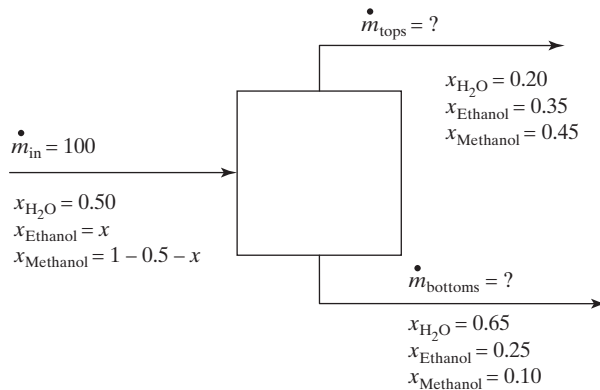 ṁtops = ?
xH₂O = 0.20
xEthanol = 0.35
xMethanol = 0.45
ṁin = 100
xH₂O = 0.50
xEthanol = x
xMethanol = 1 – 0.5 – x
ṁbottoms = ?
xH₂O = 0.65
xEthanol = 0.25
xMethanol = 0.10